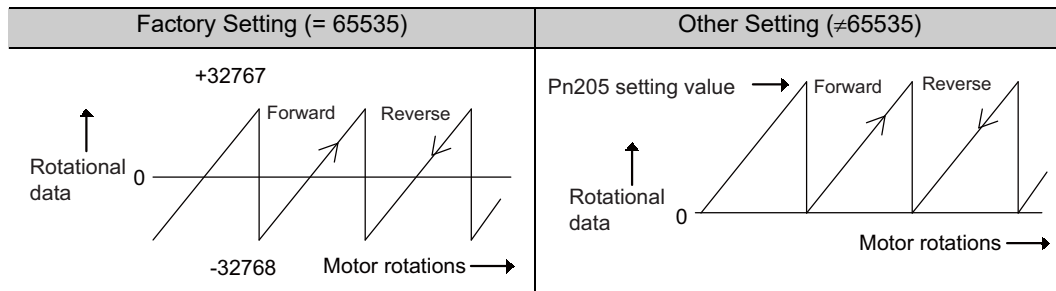 Factory Setting (= 65535)
Other Setting (≠65535)
+32767
Forward
Reverse
Rotational
data
0
-32768
Motor rotations
Pn205 setting value
Forward
Reverse
Rotational
data
0
Motor rotations